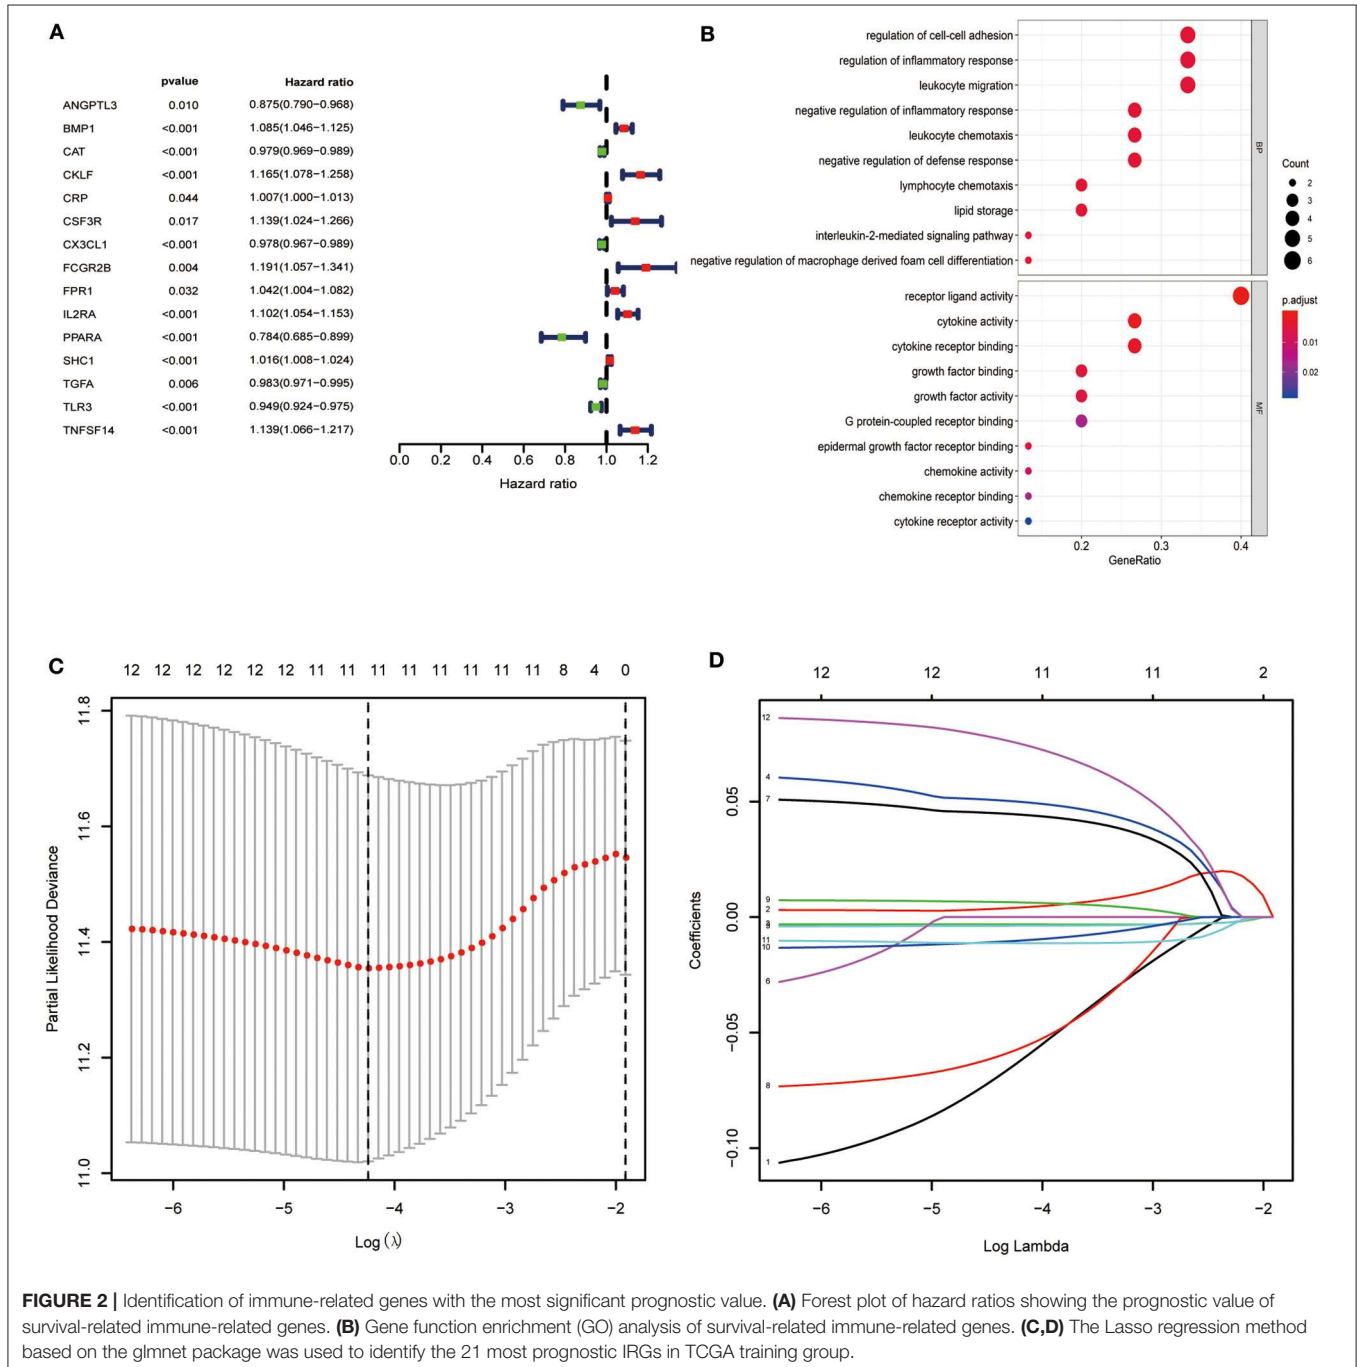 A
pvalue Hazard ratio
ANGPTL3 0.010 0.875(0.790−0.968)
BMP1 <0.001 1.085(1.046−1.125)
CAT <0.001 0.979(0.969−0.989)
CKLF <0.001 1.165(1.078−1.258)
CRP 0.044 1.007(1.000−1.013)
CSF3R 0.017 1.139(1.024−1.266)
CX3CL1 <0.001 0.978(0.967−0.989)
FCGR2B 0.004 1.191(1.057−1.341)
FPR1 0.032 1.042(1.004−1.082)
IL2RA <0.001 1.102(1.054−1.153)
PPARA <0.001 0.784(0.685−0.899)
SHC1 <0.001 1.016(1.008−1.024)
TGFA 0.006 0.983(0.971−0.995)
TLR3 <0.001 0.949(0.924−0.975)
TNFSF14 <0.001 1.139(1.066−1.217)
0.0 0.2 0.4 0.6 0.8 1.0 1.2
Hazard ratio
B
regulation of cell-cell adhesion
regulation of inflammatory response
leukocyte migration
negative regulation of inflammatory response
leukocyte chemotaxis
negative regulation of defense response
lymphocyte chemotaxis
lipid storage
interleukin-2-mediated signaling pathway
negative regulation of macrophage derived foam cell differentiation
BP
receptor ligand activity
cytokine activity
cytokine receptor binding
growth factor binding
growth factor activity
G protein-coupled receptor binding
epidermal growth factor receptor binding
chemokine activity
chemokine receptor binding
cytokine receptor activity
MF
0.2 0.3 0.4
GeneRatio
Count
2
3
4
5
6
p.adjust
0.01
0.02
C
12 12 12 12 12 12 11 11 11 11 11 11 11 11 8 4 0
11.8
11.6
11.4
11.2
11.0
Partial Likelihood Deviance
−6 −5 −4 −3 −2
Log (λ)
D
12 12 11 11 2
0.05
0.00
−0.05
−0.10
Coefficients
12
4
7
9
2
11
10
6
8
1
−6 −5 −4 −3 −2
Log Lambda
FIGURE 2 | Identification of immune-related genes with the most significant prognostic value. (A) Forest plot of hazard ratios showing the prognostic value of
survival-related immune-related genes. (B) Gene function enrichment (GO) analysis of survival-related immune-related genes. (C,D) The Lasso regression method
based on the glmnet package was used to identify the 21 most prognostic IRGs in TCGA training group.